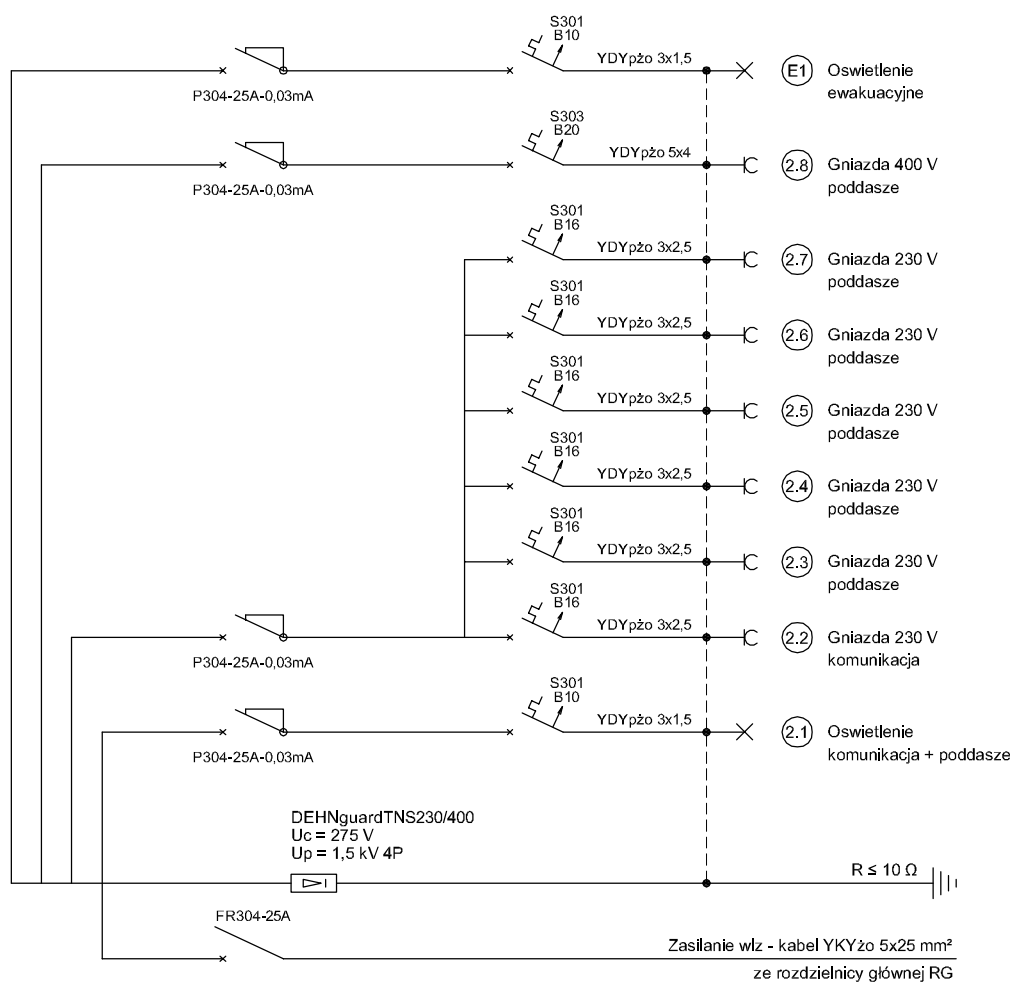 S301
B10
YDYpżo 3x1,5
E1
Oswietlenie
ewakuacyjne
P304-25A-0,03mA
S303
B20
YDYpżo 5x4
2.8
Gniazda 400 V
poddasze
P304-25A-0,03mA
S301
B16
YDYpżo 3x2,5
2.7
Gniazda 230 V
poddasze
S301
B16
YDYpżo 3x2,5
2.6
Gniazda 230 V
poddasze
S301
B16
YDYpżo 3x2,5
2.5
Gniazda 230 V
poddasze
S301
B16
YDYpżo 3x2,5
2.4
Gniazda 230 V
poddasze
S301
B16
YDYpżo 3x2,5
2.3
Gniazda 230 V
poddasze
S301
B16
YDYpżo 3x2,5
2.2
Gniazda 230 V
komunikacja
P304-25A-0,03mA
S301
B10
YDYpżo 3x1,5
2.1
Oswietlenie
komunikacja + poddasze
P304-25A-0,03mA
DEHNguardTNS230/400
Uc = 275 V
Up = 1,5 kV 4P
R ≤ 10 Ω
FR304-25A
Zasilanie wlz - kabel YKYżo 5x25 mm²
ze rozdzielnicy głównej RG